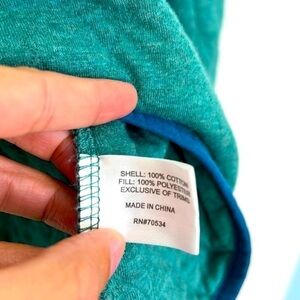 SHELL: 100% COTTON
FILL: 100% POLYESTER
EXCLUSIVE OF TRIMS
MADE IN CHINA
RN#70534